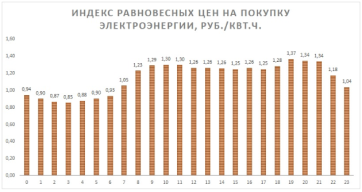 ИНДЕКС РАВНОВЕСНЫХ ЦЕН НА ПОКУПКУ
ЭЛЕКТРОЭНЕРГИИ, РУБ./КВТ.Ч.
1,60
1,40
1,20
1,00
0,80
0,60
0,40
0,20
0,00
0,94 0,90 0,87 0,85 0,88 0,90 0,93 1,05 1,23 1,29 1,30 1,30 1,26 1,26 1,26 1,25 1,26 1,25 1,28 1,37 1,34 1,34 1,18 1,04
0 1 2 3 4 5 6 7 8 9 10 11 12 13 14 15 16 17 18 19 20 21 22 23